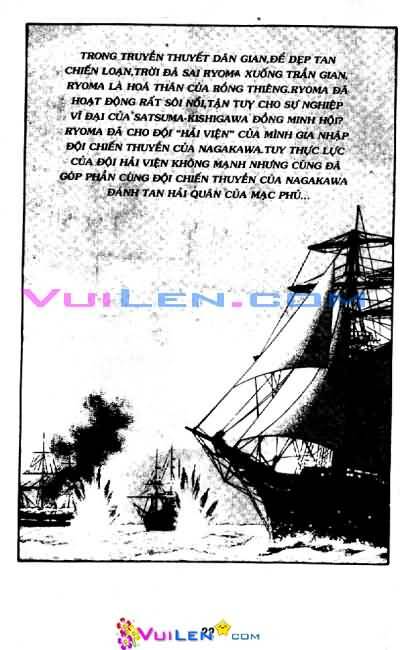 TRONG TRUYỀN THUYẾT DÂN GIAN,ĐỂ DẸP TAN
CHIẾN LOẠN,TRỜI ĐÃ SAI RYOMA XUỐNG TRẦN GIAN,
RYOMA LÀ HOÁ THÂN CỦA RỒNG THIÊNG.RYOMA ĐÃ
HOẠT ĐỘNG RẤT SÔI NỔI,TẬN TỤY CHO SỰ NGHIỆP
VĨ ĐẠI CỦA"SATSUMA-KISHIGAWA ĐỒNG MINH HỘI?
RYOMA ĐÃ CHO ĐỘI "HẢI VIỆN" CỦA MÌNH GIA NHẬP
ĐỘI CHIẾN THUYỀN CỦA NAGAKAWA.TUY THỰC LỰC
CỦA ĐỘI HẢI VIỆN KHÔNG MẠNH NHƯNG CŨNG ĐÃ
GÓP PHẦN CÙNG ĐỘI CHIẾN THUYỀN CỦA NAGAKAWA
ĐÁNH TAN HẢI QUÂN CỦA MẠC PHỦ...
VUILEN.COM
22
VUILEN.COM